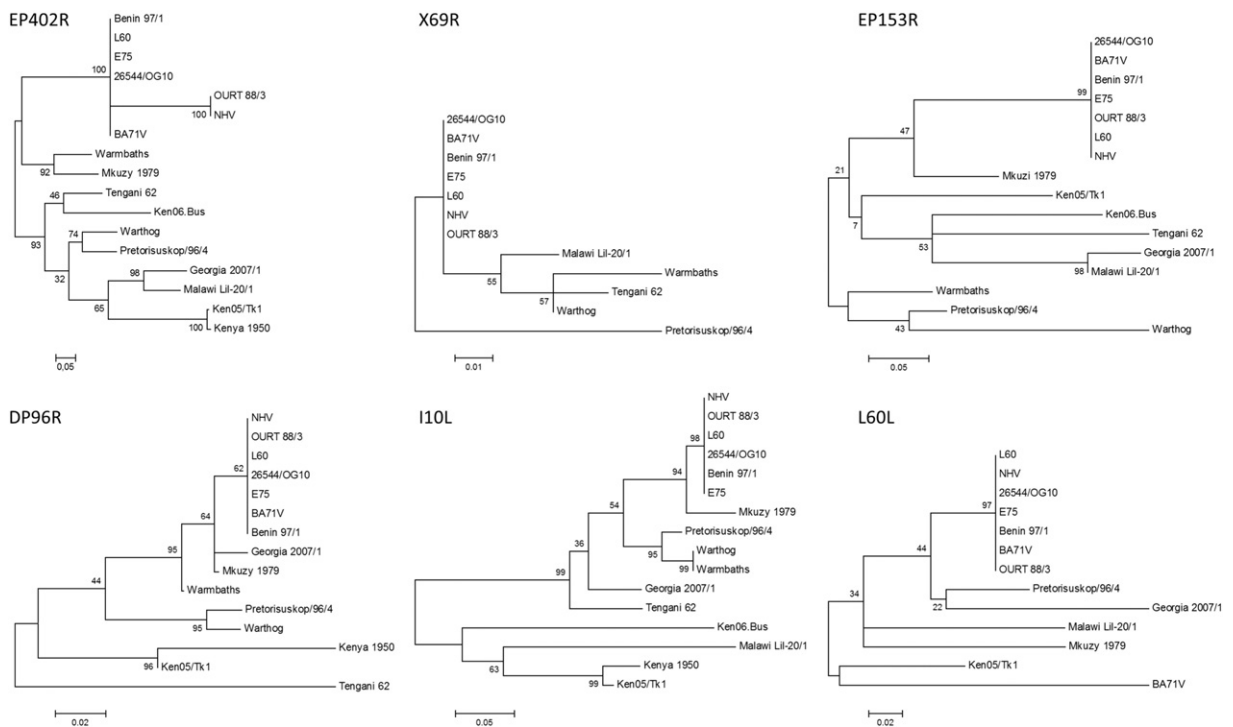 EP402R
Benin 97/1
L60
E75
100
26544/OG10
OURT 88/3
100
NHV
BA71V
Warmbaths
92
Mkuzy 1979
46
Tengani 62
Ken06.Bus
93
74
Warthog
Pretorisuskop/96/4
32
98
Georgia 2007/1
Malawi Lil-20/1
65
Ken05/Tk1
100
Kenya 1950
0,05
X69R
26544/OG10
BA71V
Benin 97/1
E75
L60
NHV
OURT 88/3
Malawi Lil-20/1
55
Warmbaths
Tengani 62
57
Warthog
Pretorisuskop/96/4
0.01
EP153R
26544/OG10
BA71V
Benin 97/1
99
E75
OURT 88/3
L60
NHV
47
21
Mkuzi 1979
Ken05/Tk1
7
Ken06.Bus
53
Tengani 62
Georgia 2007/1
98
Malawi Lil-20/1
Warmbaths
Pretorisuskop/96/4
43
Warthog
0.05
DP96R
NHV
OURT 88/3
L60
62
26544/OG10
E75
BA71V
64
Benin 97/1
95
Georgia 2007/1
Mkuzy 1979
44
Warmbaths
Pretorisuskop/96/4
95
Warthog
Kenya 1950
96
Ken05/Tk1
Tengani 62
0.02
I10L
NHV
OURT 88/3
98
L60
26544/OG10
94
Benin 97/1
E75
54
Mkuzy 1979
Pretorisuskop/96/4
36
95
Warthog
99
Warmbaths
99
Georgia 2007/1
Tengani 62
Ken06.Bus
Malawi Lil-20/1
63
Kenya 1950
99
Ken05/Tk1
0.05
L60L
L60
NHV
26544/OG10
97
E75
Benin 97/1
BA71V
44
OURT 88/3
Pretorisuskop/96/4
34
22
Georgia 2007/1
Malawi Lil-20/1
Mkuzy 1979
Ken05/Tk1
BA71V
0.02